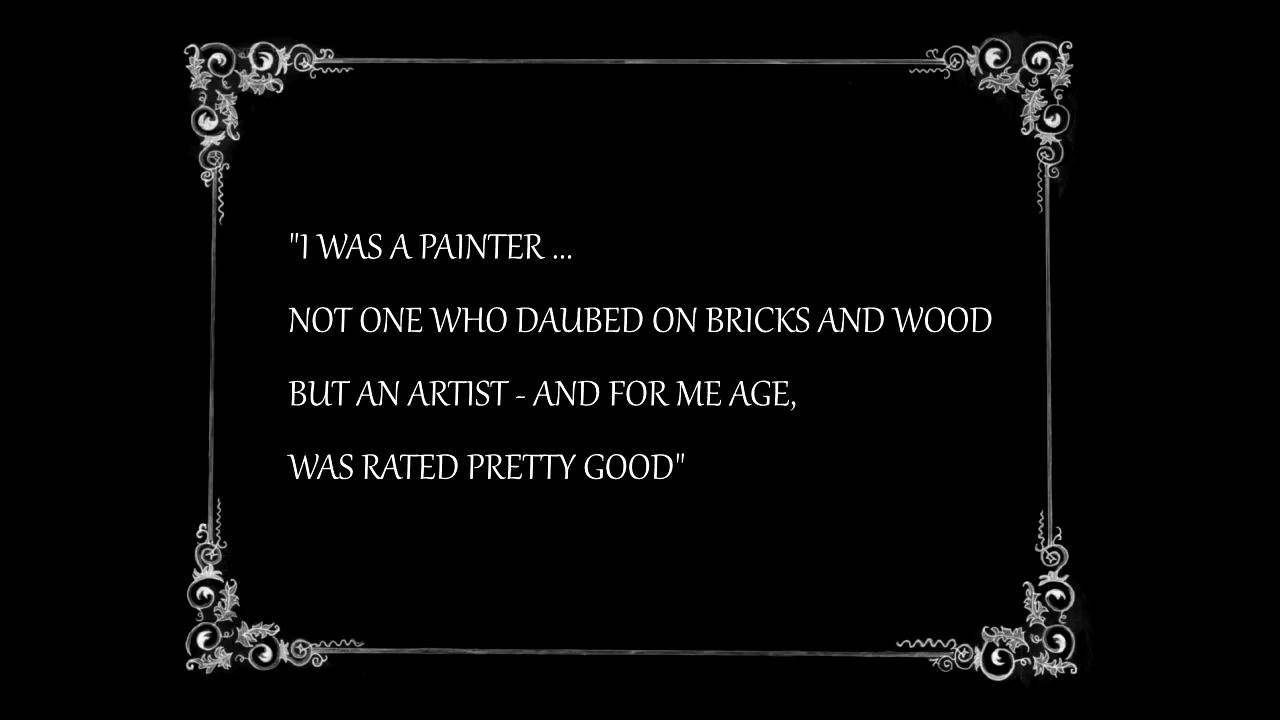 "I WAS A PAINTER ...
NOT ONE WHO DAUBED ON BRICKS AND WOOD
BUT AN ARTIST - AND FOR ME AGE,
WAS RATED PRETTY GOOD"